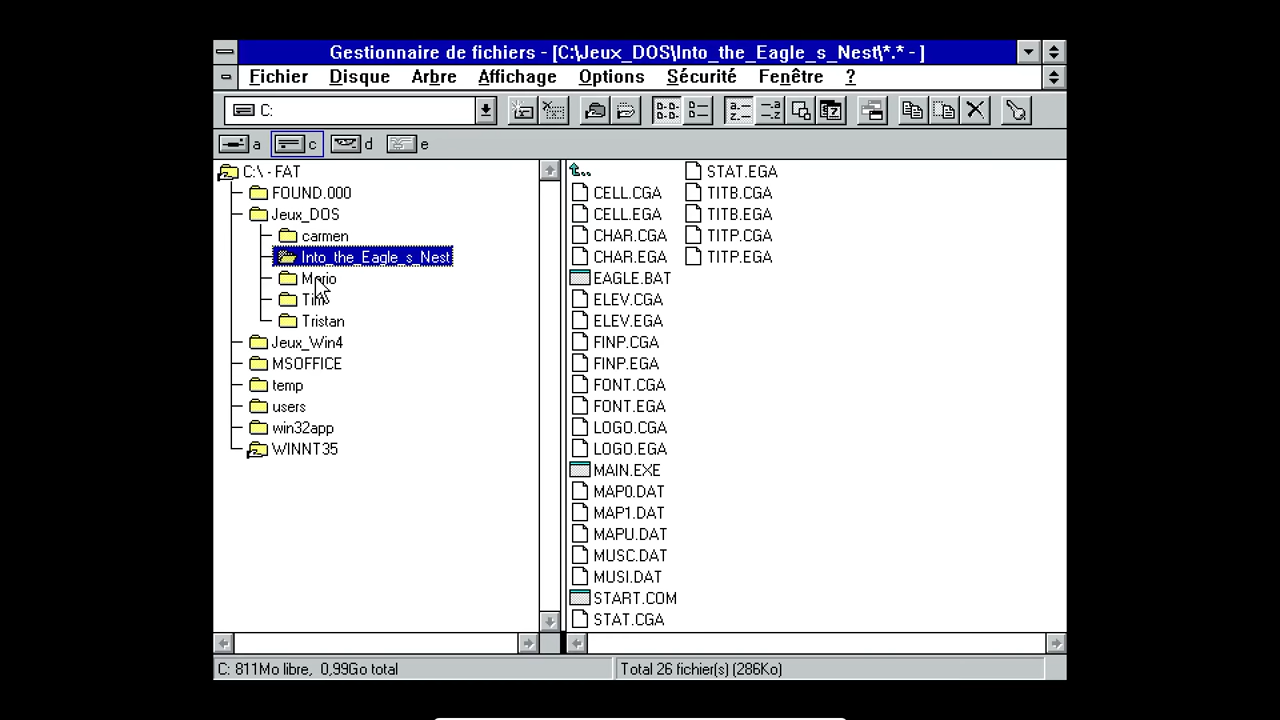 Gestionnaire de fichiers - [C:\Jeux_DOS\Into_the_Eagle_s_Nest\*.* - ]
Fichier Disque Arbre Affichage Options Sécurité Fenêtre ?
C:
a c d e
C:\ - FAT
FOUND.000
Jeux_DOS
carmen
Into_the_Eagle_s_Nest
Mario
Tristan
Jeux_Win4
MSOFFICE
temp
users
win32app
WINNT35
CELL.CGA
CELL.EGA
CHAR.CGA
CHAR.EGA
EAGLE.BAT
ELEV.CGA
ELEV.EGA
FINP.CGA
FINP.EGA
FONT.CGA
FONT.EGA
LOGO.CGA
LOGO.EGA
MAIN.EXE
MAP0.DAT
MAP1.DAT
MAPU.DAT
MUSC.DAT
MUSI.DAT
START.COM
STAT.CGA
STAT.EGA
TITB.CGA
TITB.EGA
TITP.CGA
TITP.EGA
C: 811Mo libre, 0,99Go total
Total 26 fichier(s) (286Ko)